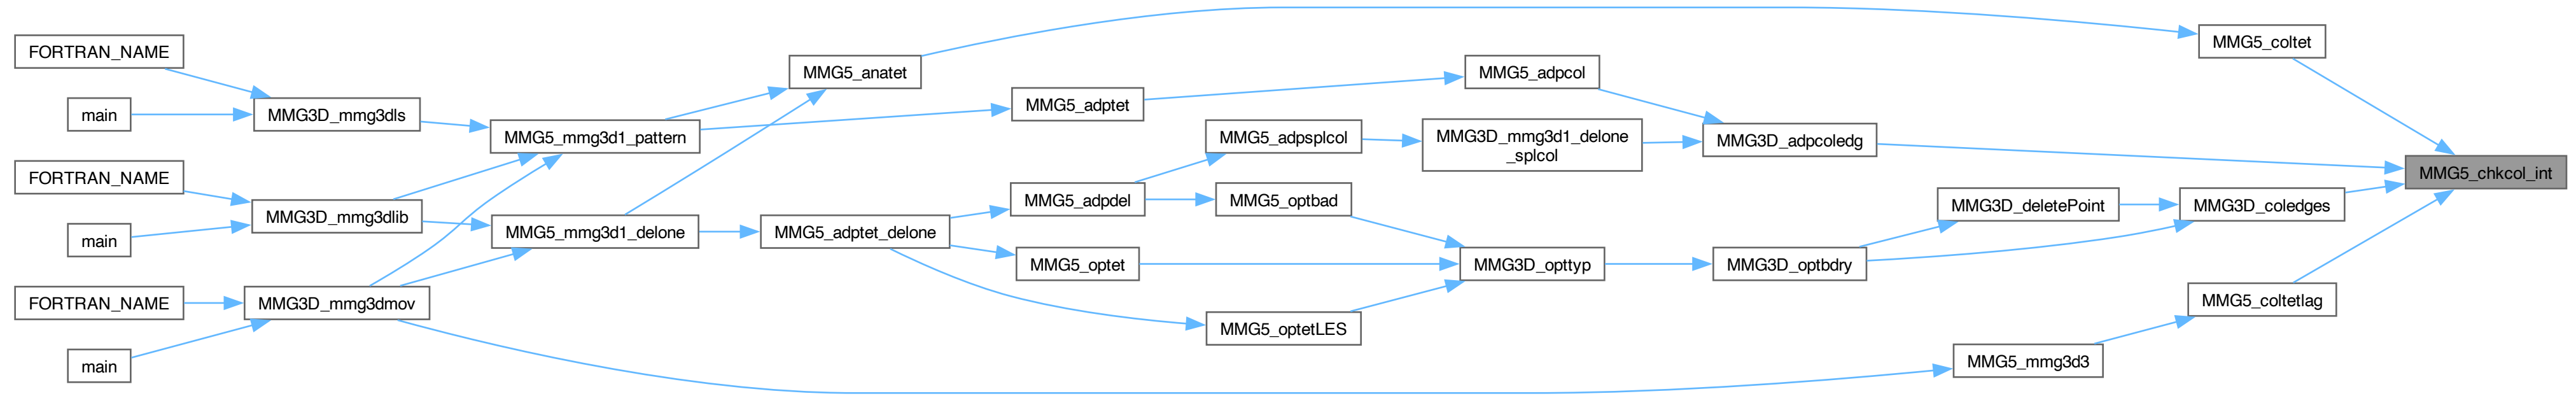 FORTRAN_NAME
main
FORTRAN_NAME
main
FORTRAN_NAME
main
MMG3D_mmg3dls
MMG3D_mmg3dlib
MMG3D_mmg3dmov
MMG5_mmg3d1_pattern
MMG5_mmg3d1_delone
MMG5_anatet
MMG5_adptet_delone
MMG5_adptet
MMG5_adpdel
MMG5_optet
MMG5_adpsplcol
MMG5_optbad
MMG5_optetLES
MMG5_adpcol
MMG3D_mmg3d1_delone
_splcol
MMG3D_opttyp
MMG3D_adpcoledg
MMG3D_optbdry
MMG3D_deletePoint
MMG5_mmg3d3
MMG5_coltet
MMG3D_coledges
MMG5_coltetlag
MMG5_chkcol_int